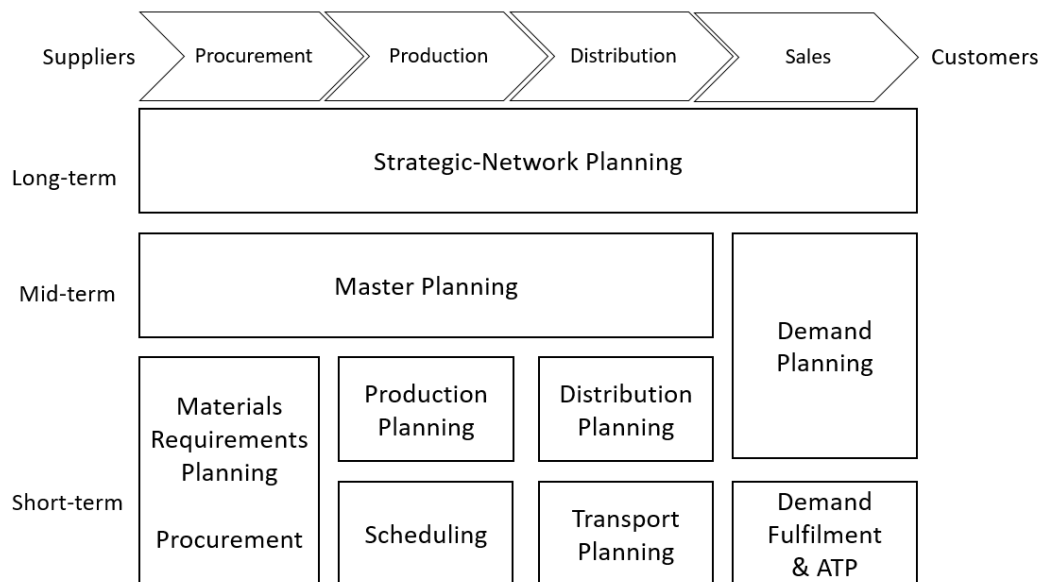 Suppliers
Procurement
Production
Distribution
Sales
Customers
Long-term
Strategic-Network Planning
Mid-term
Master Planning
Demand
Planning
Short-term
Materials
Requirements
Planning
Procurement
Production
Planning
Distribution
Planning
Scheduling
Transport
Planning
Demand
Fulfilment
& ATP